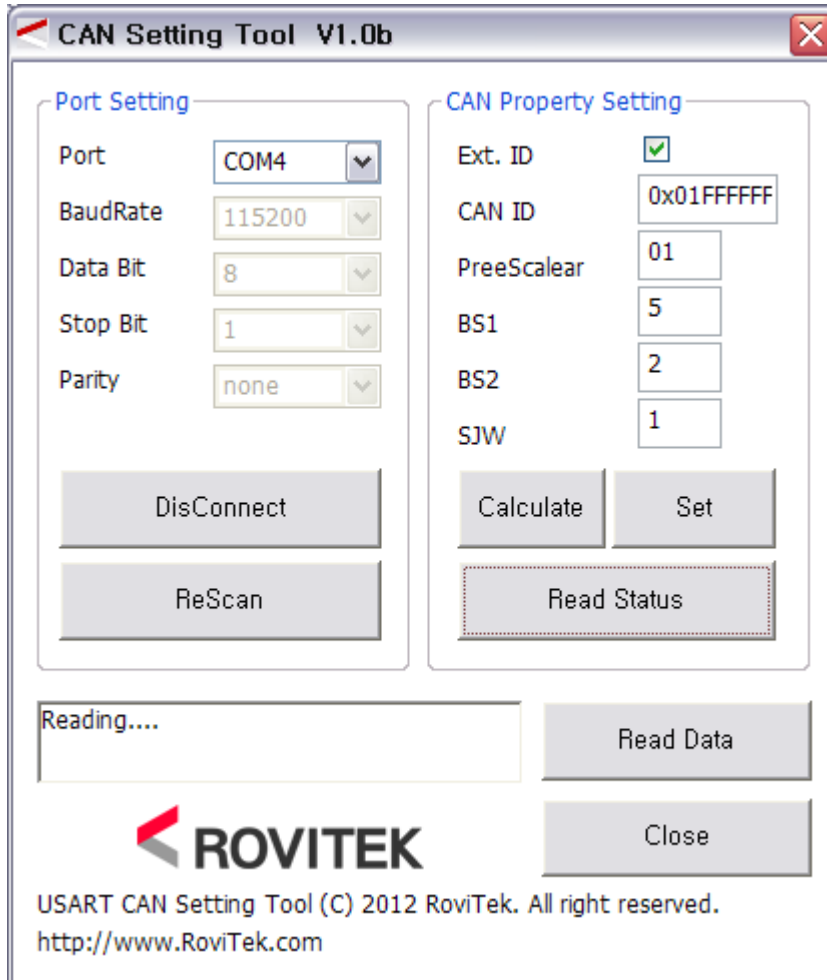 CAN Setting Tool V1.0b
Port Setting
Port COM4
BaudRate 115200
Data Bit 8
Stop Bit 1
Parity none
DisConnect
ReScan
CAN Property Setting
Ext. ID
CAN ID 0x01FFFFFF
PreeScalear 01
BS1 5
BS2 2
SJW 1
Calculate Set
Read Status
Reading....
Read Data
ROVITEK
Close
USART CAN Setting Tool (C) 2012 RoviTek. All right reserved.
http://www.RoviTek.com